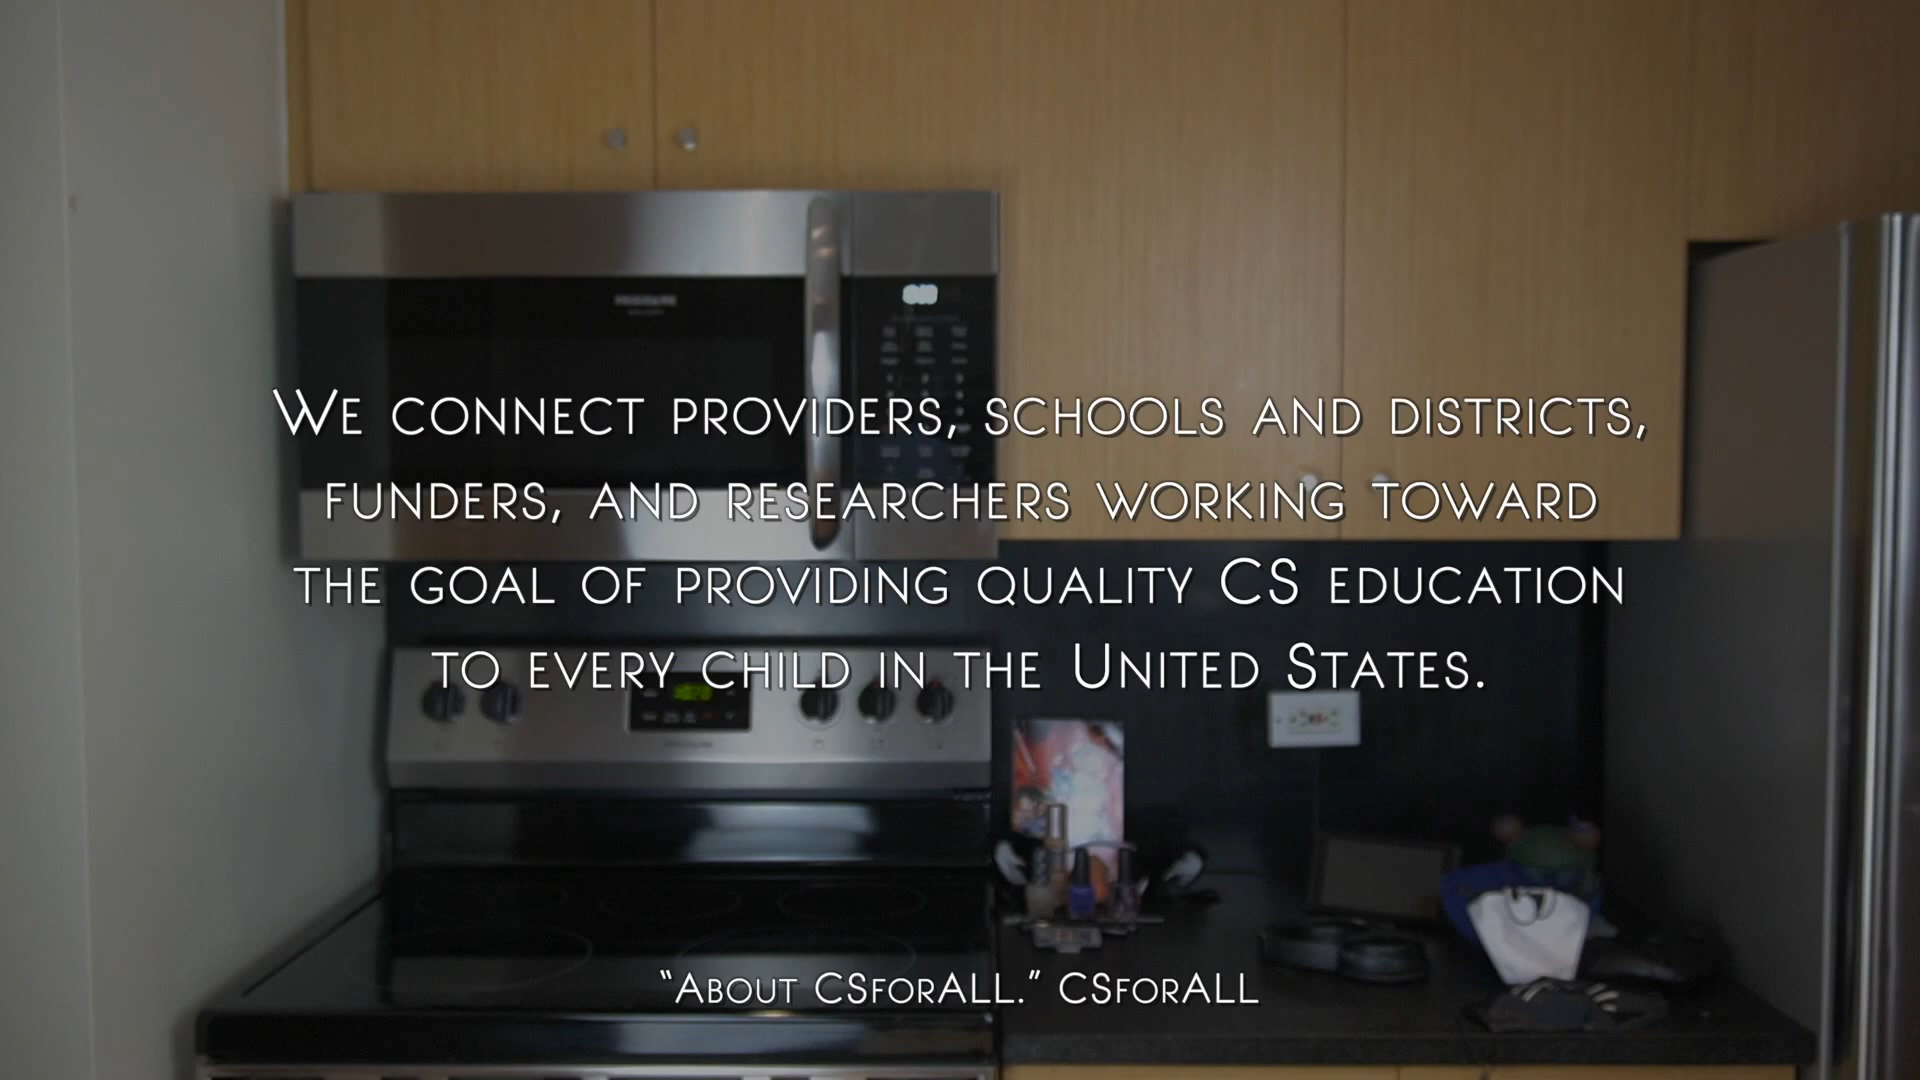 FRIGIDAIRE
We connect providers, schools and districts,
funders, and researchers working toward
the goal of providing quality CS education
to every child in the United States.
“About CSforALL.” CSforALL